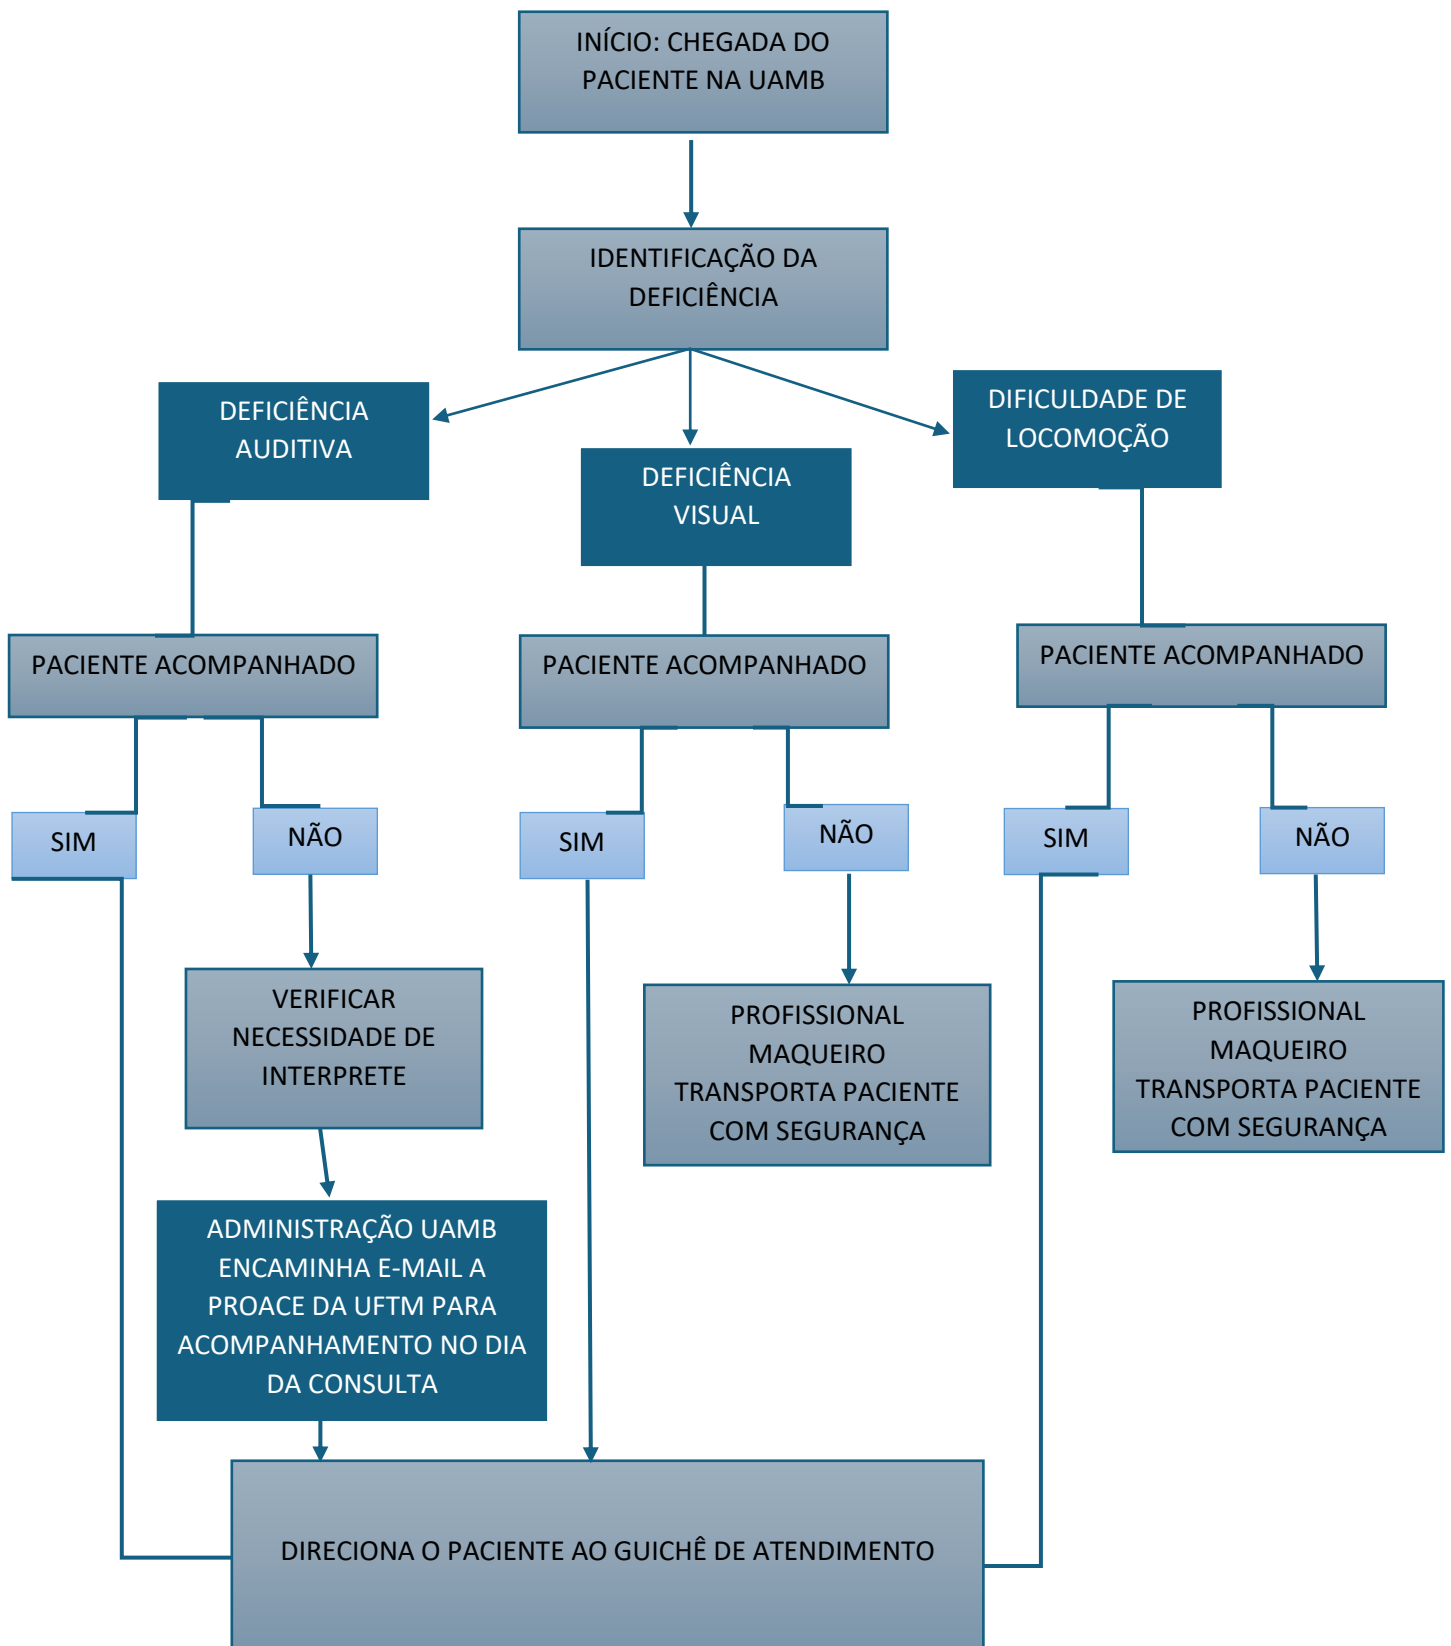 INÍCIO: CHEGADA DO
PACIENTE NA UAMB
IDENTIFICAÇÃO DA
DEFICIÊNCIA
DEFICIÊNCIA
AUDITIVA
DEFICIÊNCIA
VISUAL
DIFICULDADE DE
LOCOMOÇÃO
PACIENTE ACOMPANHADO
PACIENTE ACOMPANHADO
PACIENTE ACOMPANHADO
SIM
NÃO
SIM
NÃO
SIM
NÃO
VERIFICAR
NECESSIDADE DE
INTERPRETE
PROFISSIONAL
MAQUEIRO
TRANSPORTA PACIENTE
COM SEGURANÇA
PROFISSIONAL
MAQUEIRO
TRANSPORTA PACIENTE
COM SEGURANÇA
ADMINISTRAÇÃO UAMB
ENCAMINHA E-MAIL A
PROACE DA UFTM PARA
ACOMPANHAMENTO NO DIA
DA CONSULTA
DIRECIONA O PACIENTE AO GUICHÊ DE ATENDIMENTO